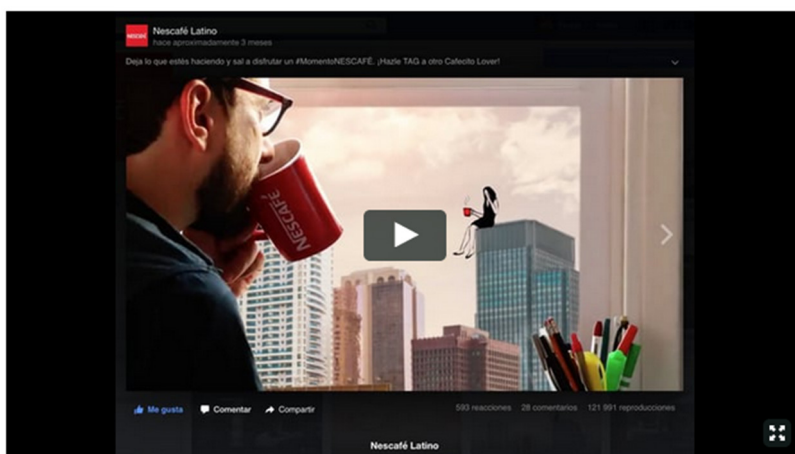 NESCAFÉ
Nescafé Latino
hace aproximadamente 3 meses
Deja lo que estés haciendo y sal a disfrutar un #MomentoNESCAFÉ. ¡Hazle TAG a otro Cafecito Lover!
NESCAFÉ
Me gusta Comentar Compartir 593 reacciones 28 comentarios 121 991 reproducciones
Nescafé Latino